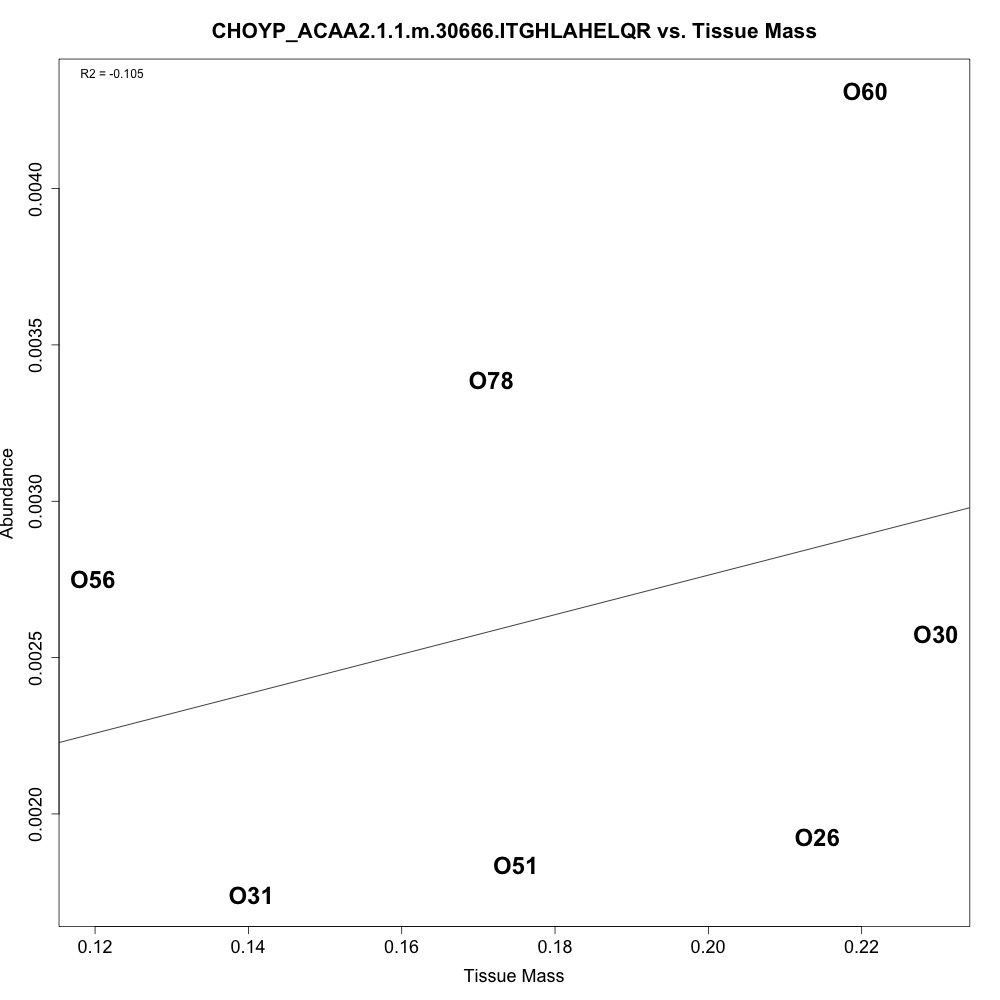 CHOYP_ACAA2.1.1.m.30666.ITGHLAHELQR vs. Tissue Mass
R2 = -0.105
O60
0.0040
0.0035
O78
Abundance
0.0030
O56
O30
0.0025
0.0020
O26
O51
O31
0.12 0.14 0.16 0.18 0.20 0.22
Tissue Mass